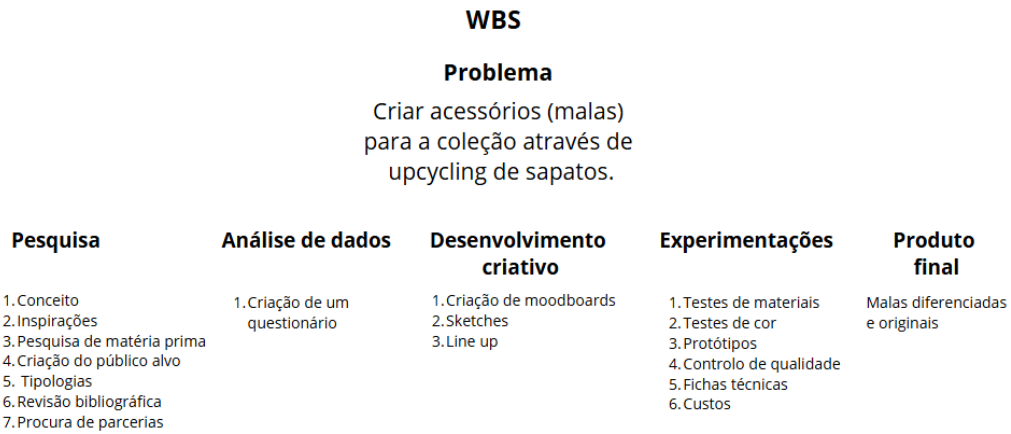 WBS
Problema
Criar acessórios (malas)
para a coleção através de
upcycling de sapatos.
Pesquisa
1. Conceito
2. Inspirações
3. Pesquisa de matéria prima
4. Criação do público alvo
5. Tipologias
6. Revisão bibliográfica
7. Procura de parcerias
Análise de dados
1. Criação de um
questionário
Desenvolvimento
criativo
1. Criação de moodboards
2. Sketches
3. Line up
Experimentações
1. Testes de materiais
2. Testes de cor
3. Protótipos
4. Controlo de qualidade
5. Fichas técnicas
6. Custos
Produto
final
Malas diferenciadas
e originais